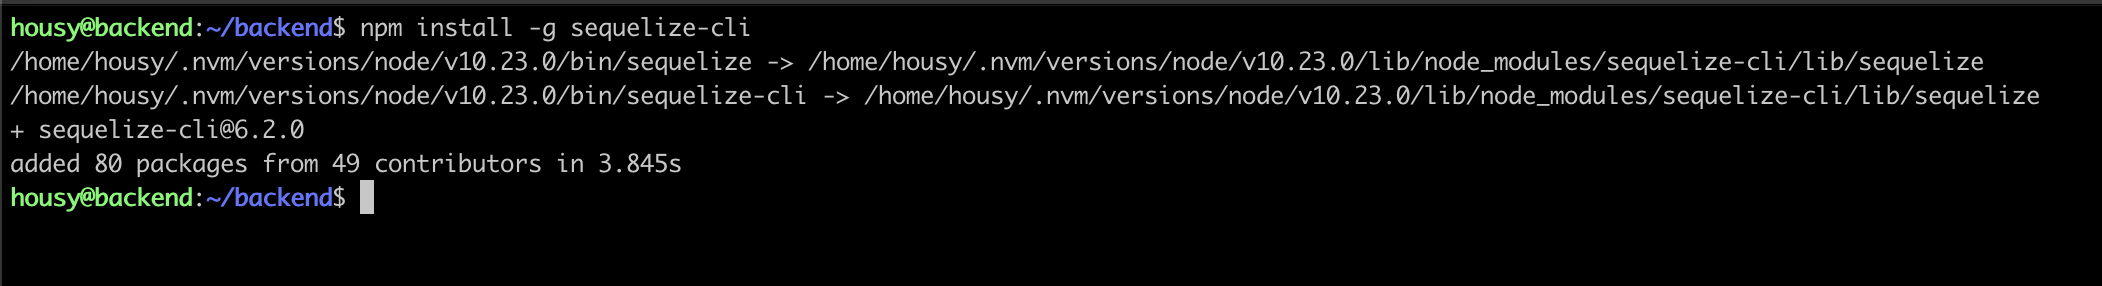 housy@backend:~/backend$ npm install -g sequelize-cli
/home/housy/.nvm/versions/node/v10.23.0/bin/sequelize -> /home/housy/.nvm/versions/node/v10.23.0/lib/node_modules/sequelize-cli/lib/sequelize
/home/housy/.nvm/versions/node/v10.23.0/bin/sequelize-cli -> /home/housy/.nvm/versions/node/v10.23.0/lib/node_modules/sequelize-cli/lib/sequelize
+ sequelize-cli@6.2.0
added 80 packages from 49 contributors in 3.845s
housy@backend:~/backend$